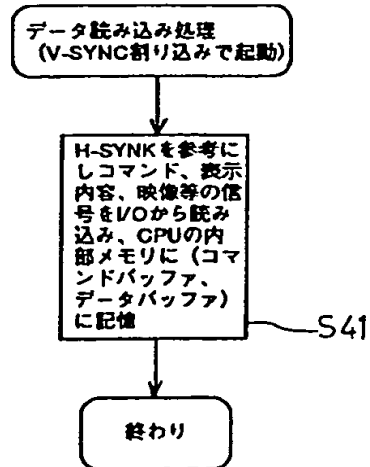 データ読み込み処理
(V-SYNC割り込みで起動)
H-SYNKを参考に
しコマンド、表示
内容、映像等の信
号をI/Oから読み
込み、CPUの内
部メモリに（コマ
ンドバッファ、
データバッファ）
に記憶
S41
終わり